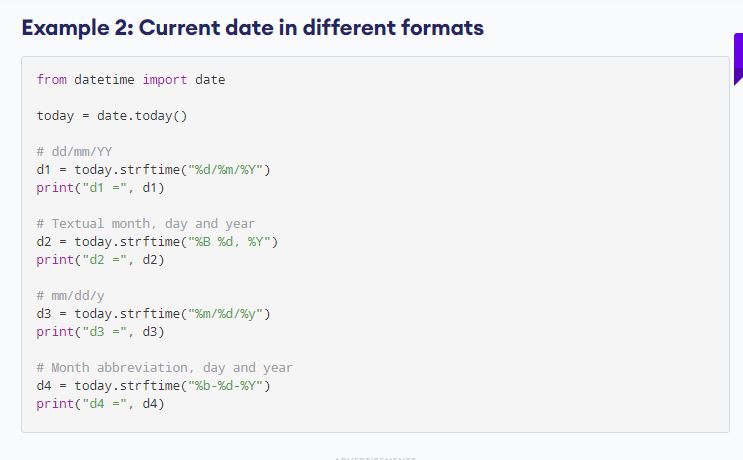 Example 2: Current date in different formats
from datetime import date
today = date.today()
# dd/mm/YY
d1 = today.strftime("%d/%m/%Y")
print("d1 =", d1)
# Textual month, day and year
d2 = today.strftime("%B %d, %Y")
print("d2 =", d2)
# mm/dd/y
d3 = today.strftime("%m/%d/%y")
print("d3 =", d3)
# Month abbreviation, day and year
d4 = today.strftime("%b-%d-%Y")
print("d4 =", d4)
ADVERTISEMENTS